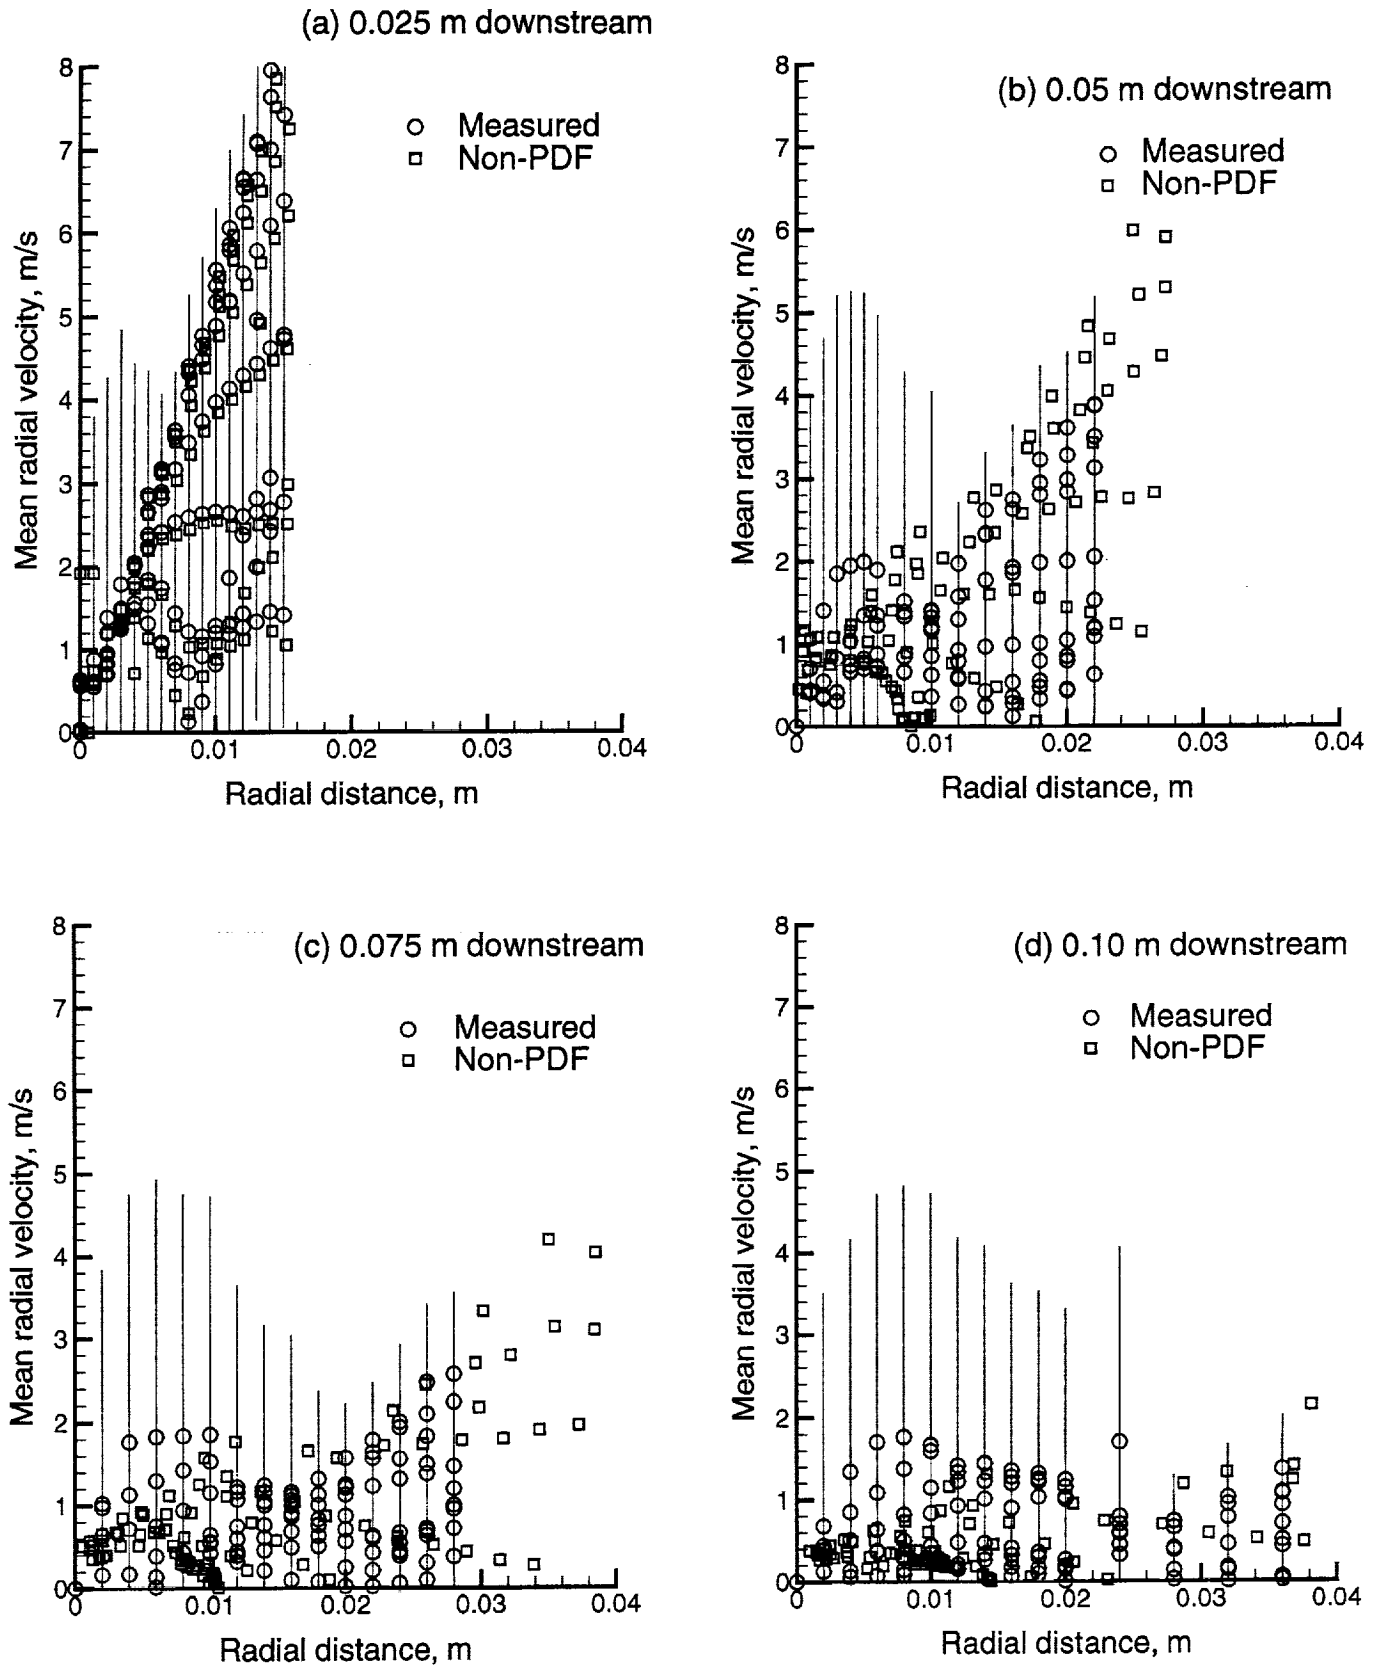 (a) 0.025 m downstream
8
7
6
5
4
3
2
1
0
Mean radial velocity, m/s
Measured
Non-PDF
0
0.01
0.02
0.03
0.04
Radial distance, m
(b) 0.05 m downstream
8
7
6
5
4
3
2
1
0
Mean radial velocity, m/s
Measured
Non-PDF
0
0.01
0.02
0.03
0.04
Radial distance, m
(c) 0.075 m downstream
8
7
6
5
4
3
2
1
0
Mean radial velocity, m/s
Measured
Non-PDF
0
0.01
0.02
0.03
0.04
Radial distance, m
(d) 0.10 m downstream
8
7
6
5
4
3
2
1
0
Mean radial velocity, m/s
Measured
Non-PDF
0
0.01
0.02
0.03
0.04
Radial distance, m